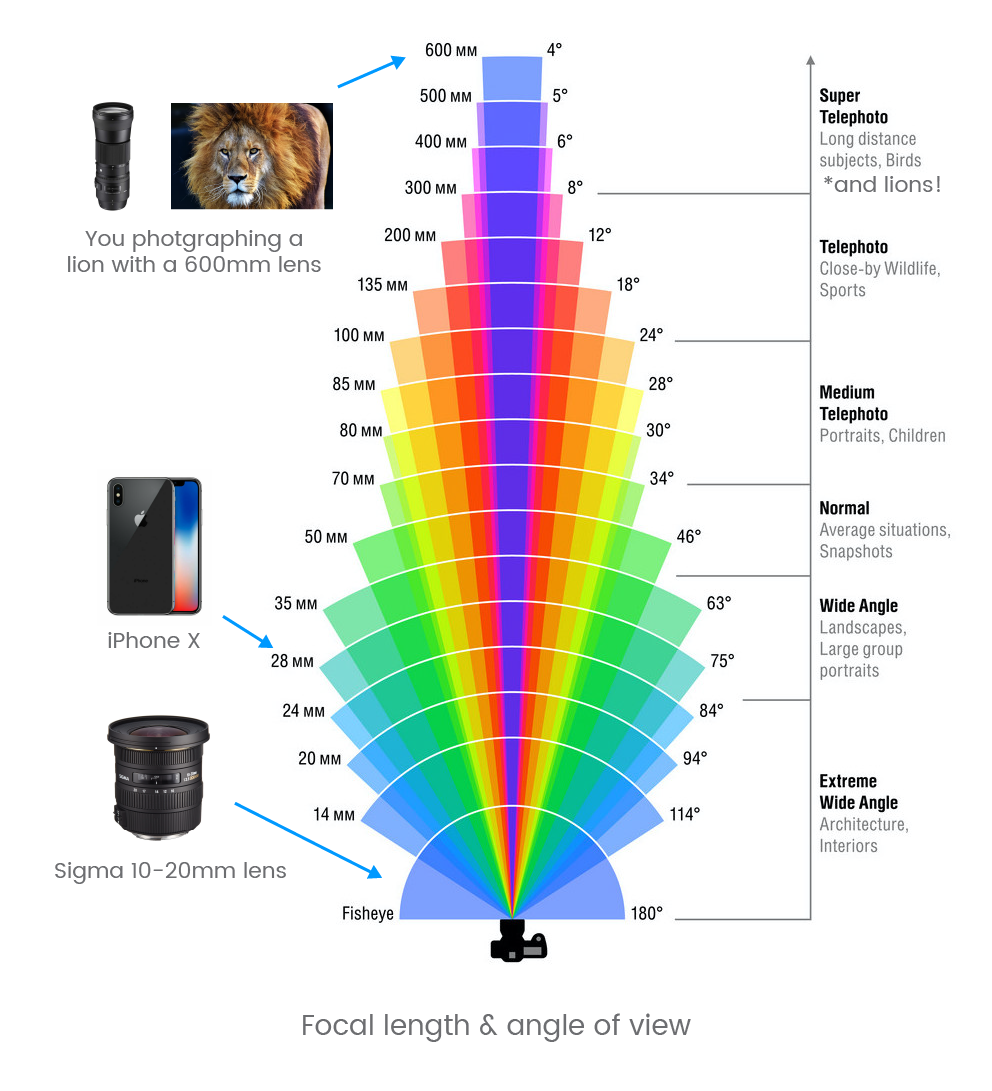 600 мм
4°
500 мм
5°
400 мм
6°
300 мм
8°
200 мм
12°
135 мм
18°
100 мм
24°
85 мм
28°
80 мм
30°
70 мм
34°
50 мм
46°
35 мм
63°
28 мм
75°
24 мм
84°
20 мм
94°
14 мм
114°
Fisheye
180°
You photgraphing a
lion with a 600mm lens
iPhone X
Sigma 10-20mm lens
Super
Telephoto
Long distance
subjects, Birds
*and lions!
Telephoto
Close-by Wildlife,
Sports
Medium
Telephoto
Portraits, Children
Normal
Average situations,
Snapshots
Wide Angle
Landscapes,
Large group
portraits
Extreme
Wide Angle
Architecture,
Interiors
Focal length & angle of view